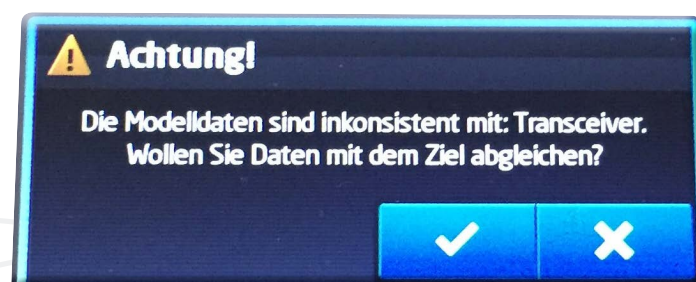 Achtung!
Die Modelldaten sind inkonsistent mit: Transceiver.
Wollen Sie Daten mit dem Ziel abgleichen?